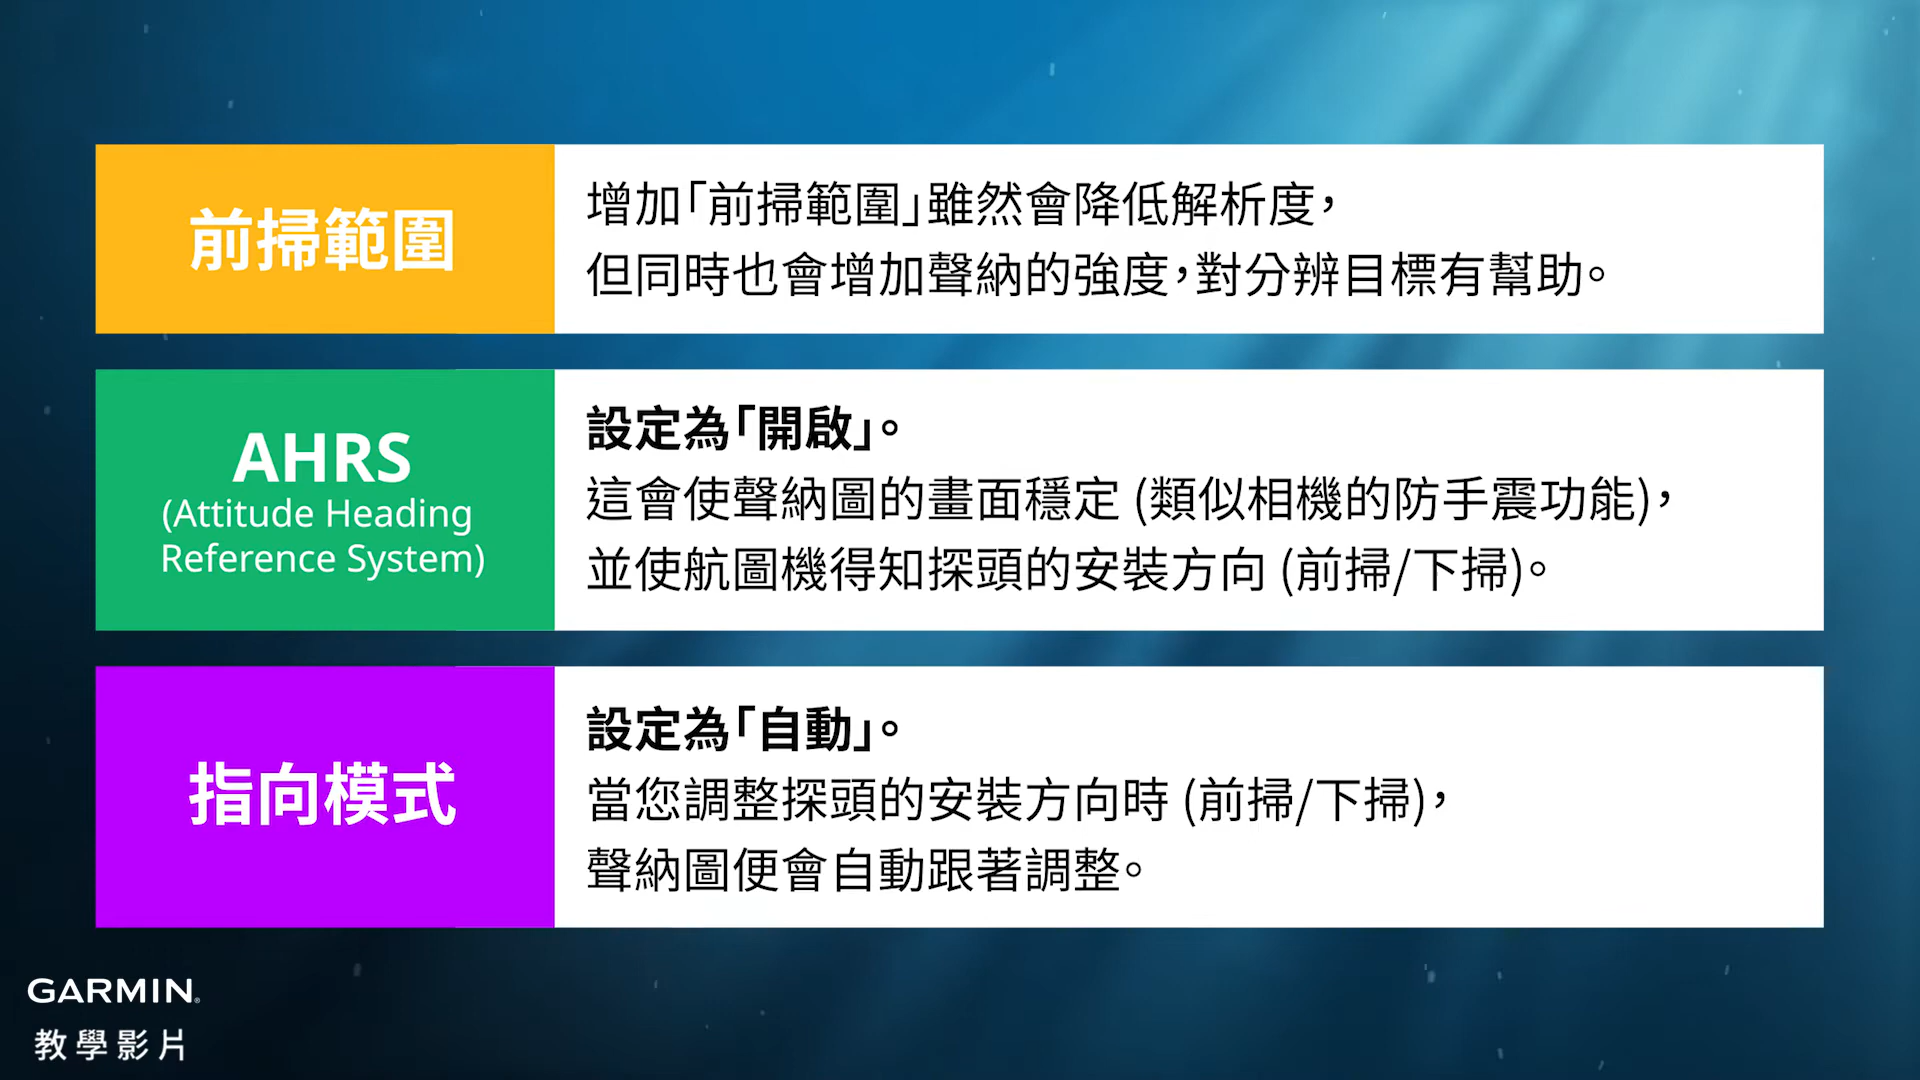 前掃範圍
增加「前掃範圍」雖然會降低解析度，
但同時也會增加聲納的強度，對分辨目標有幫助。
AHRS
(Attitude Heading
Reference System)
設定為「開啟」。
這會使聲納圖的畫面穩定 (類似相機的防手震功能)，
並使航圖機得知探頭的安裝方向 (前掃/下掃)。
指向模式
設定為「自動」。
當您調整探頭的安裝方向時 (前掃/下掃)，
聲納圖便會自動跟著調整。
GARMIN®
教學影片